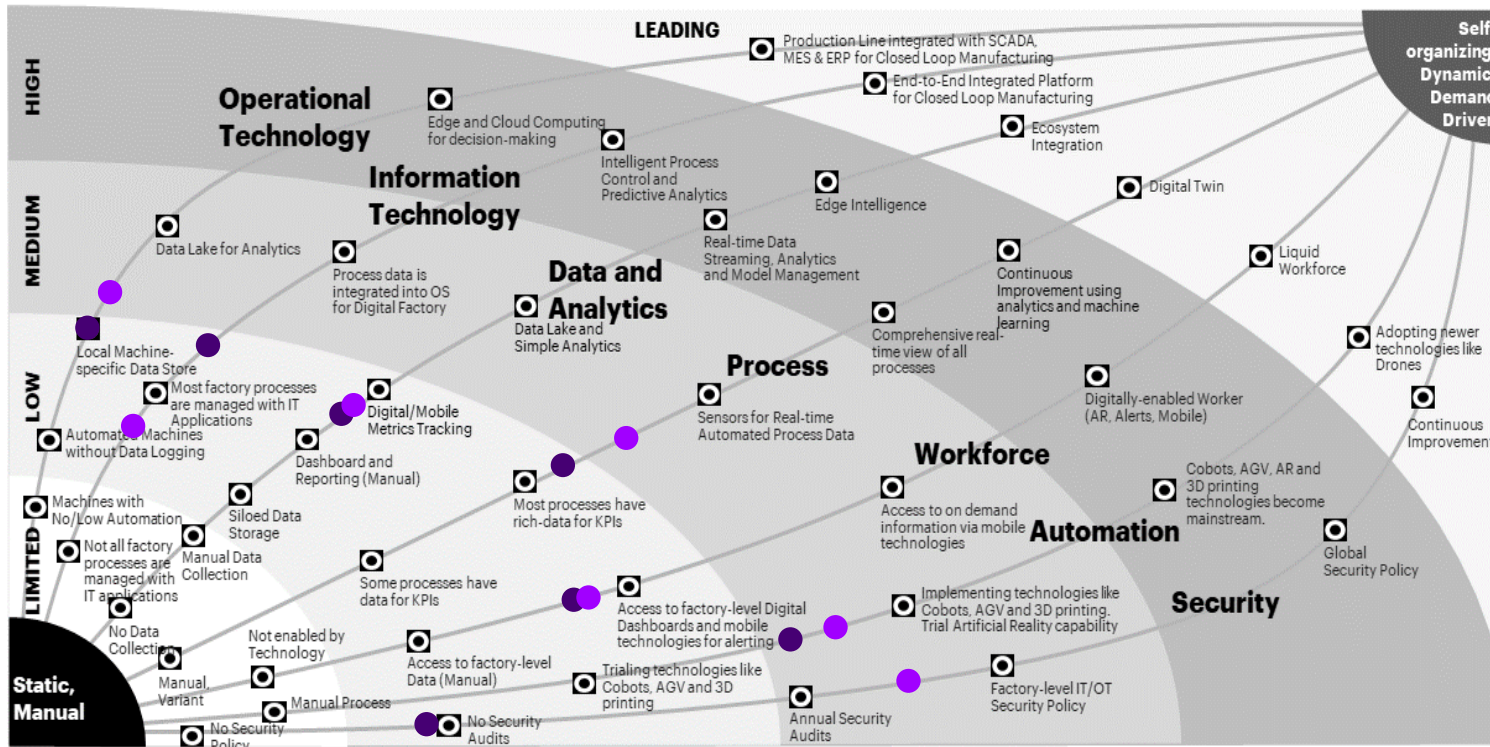 LEADING
Self
organizing,
Dynamic,
Demand
Driven
HIGH
MEDIUM
LOW
LIMITED
Static,
Manual
Operational
Technology
Production Line integrated with SCADA,
MES & ERP for Closed Loop Manufacturing
Edge and Cloud Computing
for decision-making
Data Lake for Analytics
Local Machine-
specific Data Store
Automated Machines
without Data Logging
Machines with
No/Low Automation
Information
Technology
End-to-End Integrated Platform
for Closed Loop Manufacturing
Intelligent Process
Control and
Predictive Analytics
Process data is
integrated into OS
for Digital Factory
Most factory processes
are managed with IT
Applications
Not all factory
processes are
managed with
IT applications
Data and
Analytics
Ecosystem
Integration
Edge Intelligence
Real-time Data
Streaming, Analytics
and Model Management
Data Lake and
Simple Analytics
Digital/Mobile
Metrics Tracking
Dashboard and
Reporting (Manual)
Siloed Data
Storage
Manual Data
Collection
No Data
Collection
Process
Digital Twin
Continuous
Improvement using
analytics and machine
learning
Comprehensive real-
time view of all
processes
Sensors for Real-time
Automated Process Data
Most processes have
rich-data for KPIs
Some processes have
data for KPIs
Manual,
Variant
Workforce
Liquid
Workforce
Digitally-enabled Worker
(AR, Alerts, Mobile)
Access to on demand
information via mobile
technologies
Access to factory-level Digital
Dashboards and mobile
technologies for alerting
Access to factory-level
Data (Manual)
Not enabled by
Technology
Automation
Adopting newer
technologies like
Drones
Cobots, AGV, AR and
3D printing
technologies become
mainstream.
Implementing technologies like
Cobots, AGV and 3D printing.
Trial Artificial Reality capability
Trialing technologies like
Cobots, AGV and 3D
printing
Manual Process
Security
Continuous
Improvement
Global
Security Policy
Factory-level IT/OT
Security Policy
Annual Security
Audits
No Security
Audits
No Security
Policy